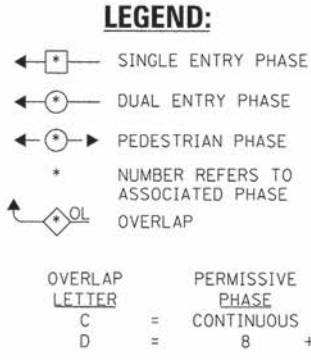 LEGEND:
* SINGLE ENTRY PHASE
* DUAL ENTRY PHASE
* PEDESTRIAN PHASE
* NUMBER REFERS TO
ASSOCIATED PHASE
* OL OVERLAP
OVERLAP PERMISSIVE
LETTER PHASE
C = CONTINUOUS
D = 8 +